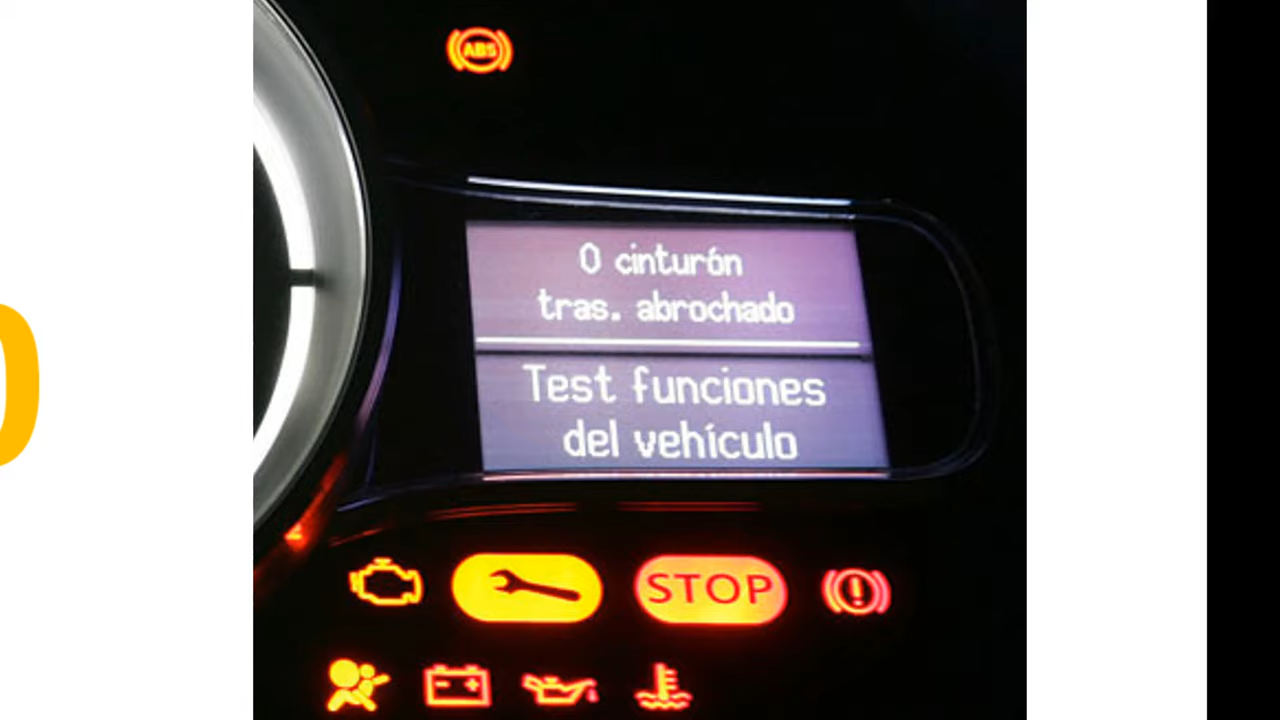 ABS
0 cinturón
tras. abrochado
Test funciones
del vehículo
STOP